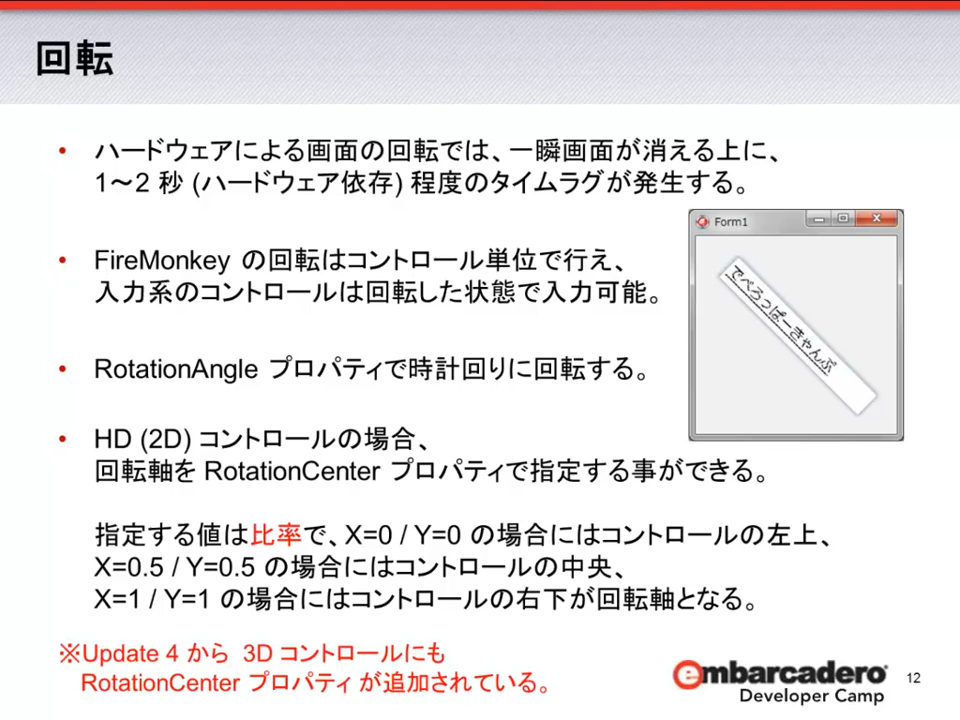 回転
• ハードウェアによる画面の回転では、一瞬画面が消える上に、
1～2 秒 (ハードウェア依存) 程度のタイムラグが発生する。
• FireMonkey の回転はコントロール単位で行え、
入力系のコントロールは回転した状態で入力可能。
Form1
でべろっぱーきゃんぷ
• RotationAngle プロパティで時計回りに回転する。
• HD (2D) コントロールの場合、
回転軸を RotationCenter プロパティで指定する事ができる。
指定する値は比率で、X=0 / Y=0 の場合にはコントロールの左上、
X=0.5 / Y=0.5 の場合にはコントロールの中央、
X=1 / Y=1 の場合にはコントロールの右下が回転軸となる。
※Update 4 から 3D コントロールにも
RotationCenter プロパティ が追加されている。
embarcadero®
Developer Camp
12